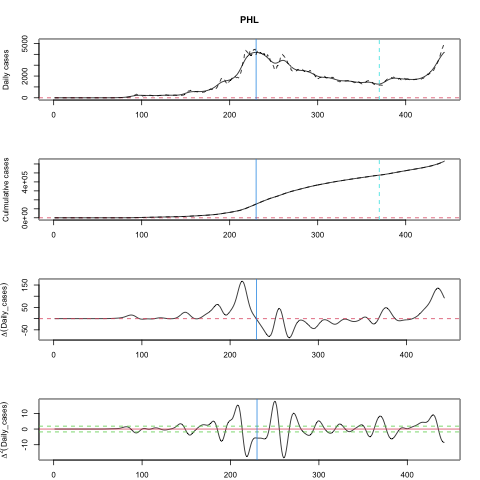 PHL
Daily cases
0 2000 5000
0 100 200 300 400
Culmulative cases
0e+00 4e+05
0 100 200 300 400
Δ(Daily_cases)
-50 50 150
0 100 200 300 400
Δ²(Daily_cases)
-10 0 10
0 100 200 300 400